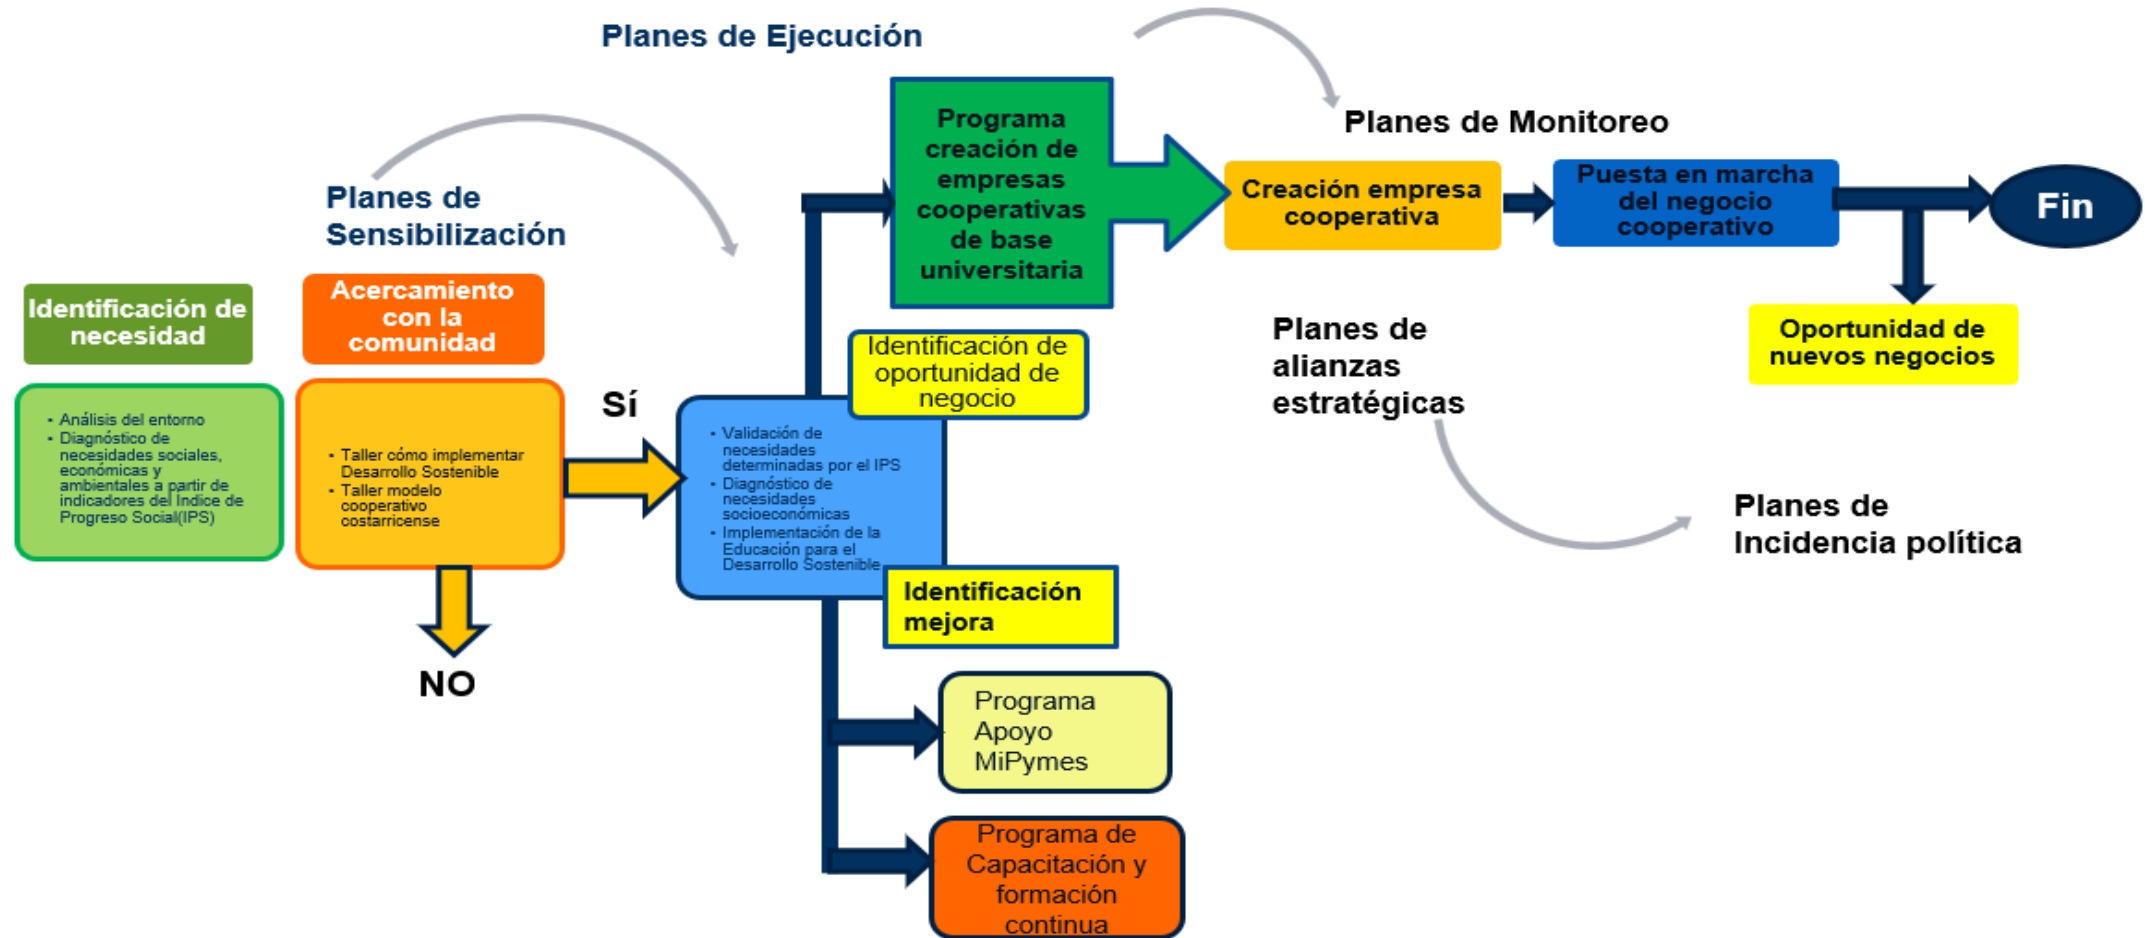 Planes de Ejecución
Planes de
Sensibilización
Identificación de
necesidad
• Análisis del entorno
• Diagnóstico de
necesidades sociales,
económicas y
ambientales a partir de
indicadores del Indice de
Progreso Social(IPS)
Acercamiento
con la
comunidad
• Taller cómo implementar
Desarrollo Sostenible
• Taller modelo
cooperativo
costarricense
Sí
NO
• Validación de
necesidades
determinadas por el IPS
• Diagnóstico de
necesidades
socioeconómicas
• Implementación de la
Educación para el
Desarrollo Sostenible
Identificación de
oportunidad de
negocio
Identificación
mejora
Programa
creación de
empresas
cooperativas
de base
universitaria
Programa
Apoyo
MiPymes
Programa de
Capacitación y
formación
continua
Planes de Monitoreo
Creación empresa
cooperativa
Puesta en marcha
del negocio
cooperativo
Fin
Oportunidad de
nuevos negocios
Planes de
alianzas
estratégicas
Planes de
Incidencia política